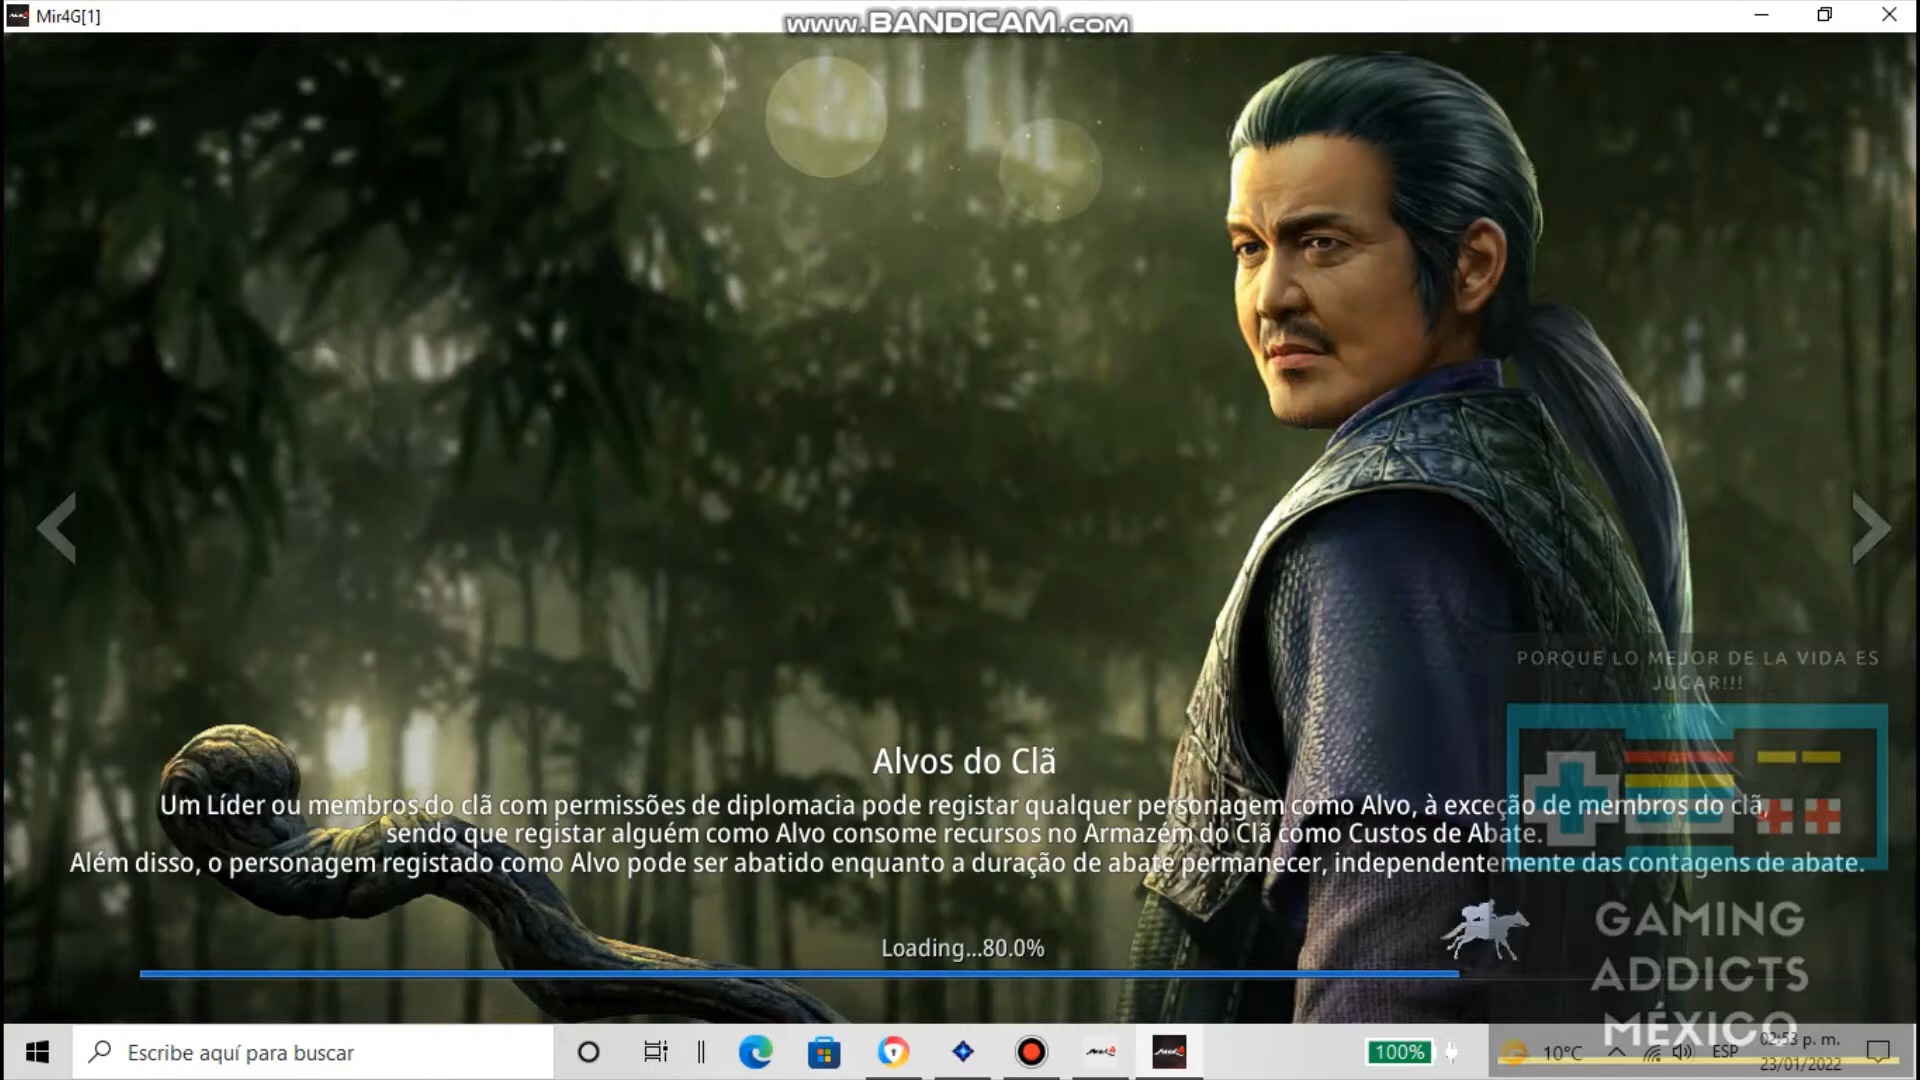 Mir4G[1]
www.BANDICAM.com
PORQUE LO MEJOR DE LA VIDA ES
JUGAR!!!
Alvos do Clã
Um Líder ou membros do clã com permissões de diplomacia pode registar qualquer personagem como Alvo, à exceção de membros do clã,
sendo que registar alguém como Alvo consome recursos no Armazém do Clã como Custos de Abate.
Além disso, o personagem registado como Alvo pode ser abatido enquanto a duração de abate permanecer, independentemente das contagens de abate.
Loading...80.0%
GAMING
ADDICTS
MÉXICO
Escribe aquí para buscar
100%
10°C
ESP
02:53 p. m.
23/01/2022